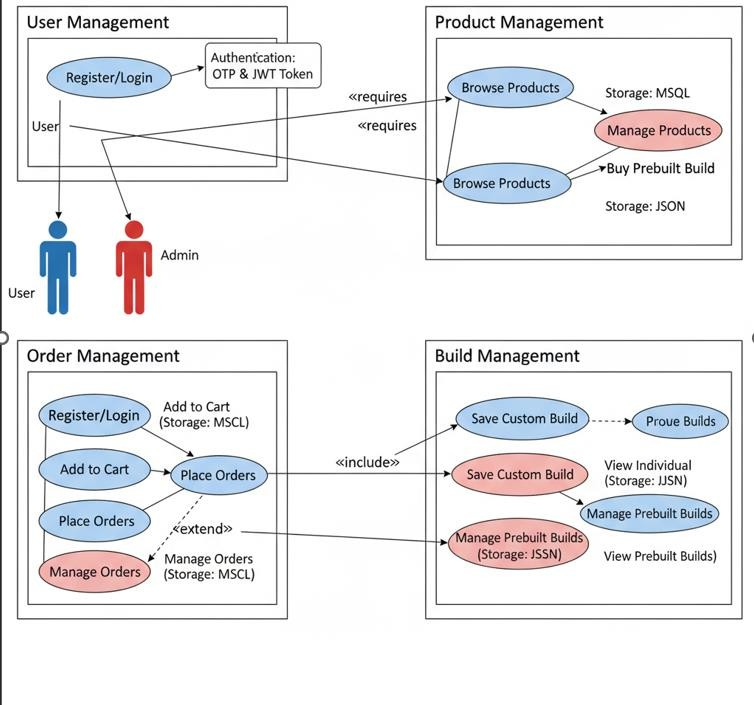 User Management
Register/Login
Authentication:
OTP & JWT Token
User
User
Admin
Product Management
«requires
«requires
Browse Products
Storage: MSQL
Manage Products
Browse Products
Buy Prebuilt Build
Storage: JSON
Order Management
Register/Login
Add to Cart
(Storage: MSCL)
Add to Cart
Place Orders
Place Orders
«extend»
Manage Orders
Manage Orders
(Storage: MSCL)
«include»
Build Management
Save Custom Build
Proue Builds
Save Custom Build
View Individual
(Storage: JJSN)
Manage Prebuilt Builds
Manage Prebuilt Builds
(Storage: JSSN)
View Prebuilt Builds)